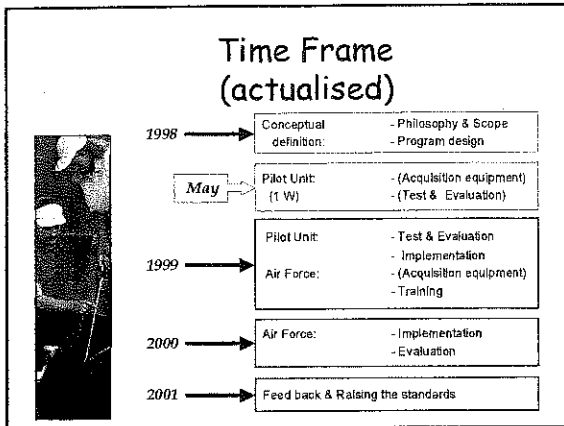 Time Frame
(actualised)
1998
Conceptual - Philosophy & Scope
definition: - Program design
May
Pilot Unit: - (Acquisition equipment)
(1 W) - (Test & Evaluation)
1999
Pilot Unit: - Test & Evaluation
- Implementation
Air Force: - (Acquisition equipment)
- Training
2000
Air Force: - Implementation
- Evaluation
2001
Feed back & Raising the standards